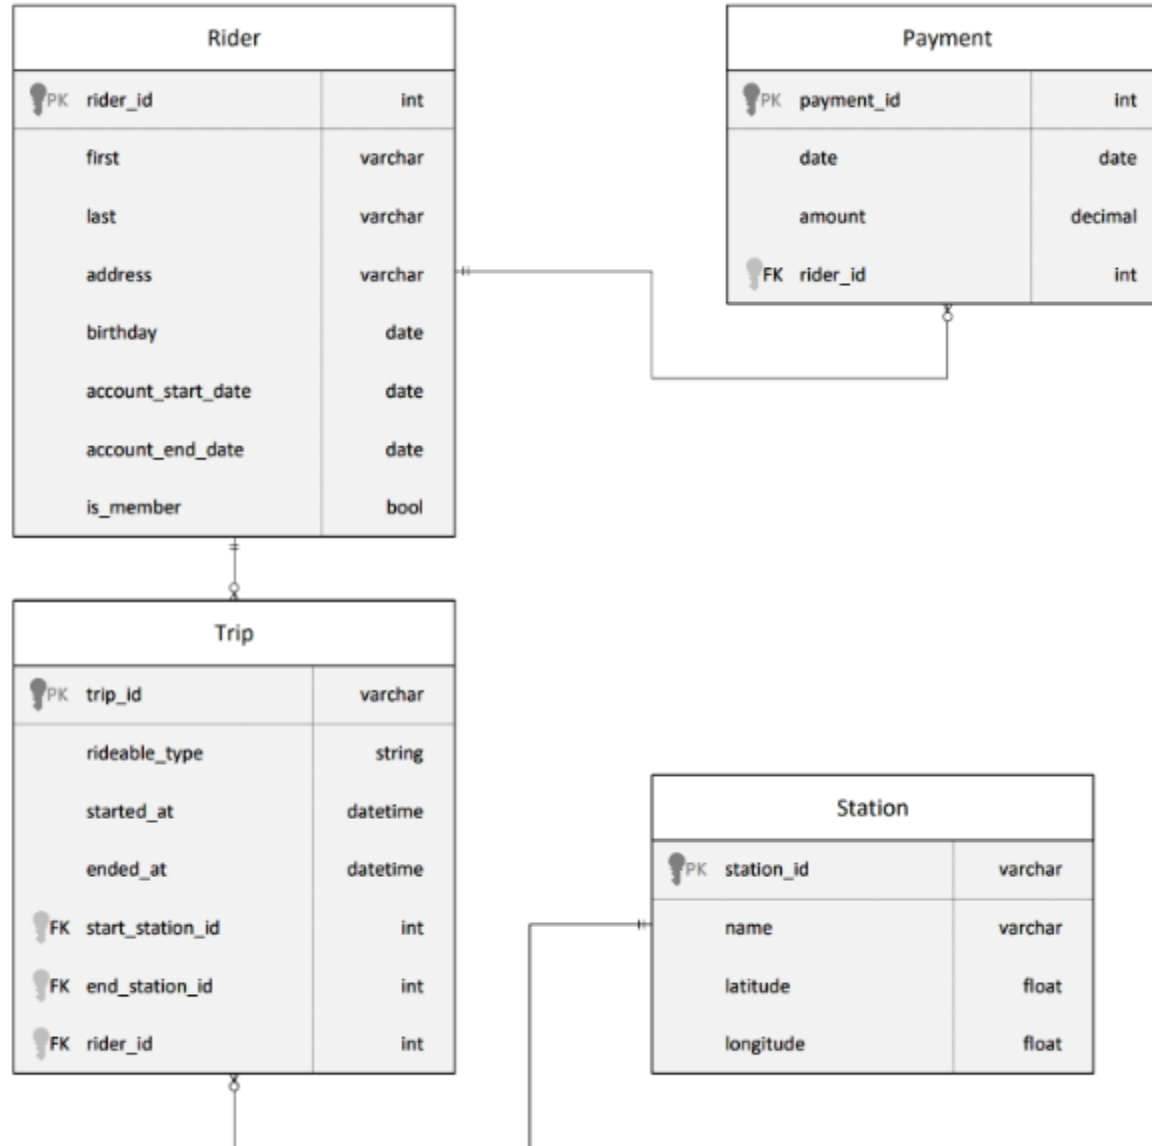 Rider
PK rider_id int
first varchar
last varchar
address varchar
birthday date
account_start_date date
account_end_date date
is_member bool
Payment
PK payment_id int
date date
amount decimal
FK rider_id int
Trip
PK trip_id varchar
rideable_type string
started_at datetime
ended_at datetime
FK start_station_id int
FK end_station_id int
FK rider_id int
Station
PK station_id varchar
name varchar
latitude float
longitude float